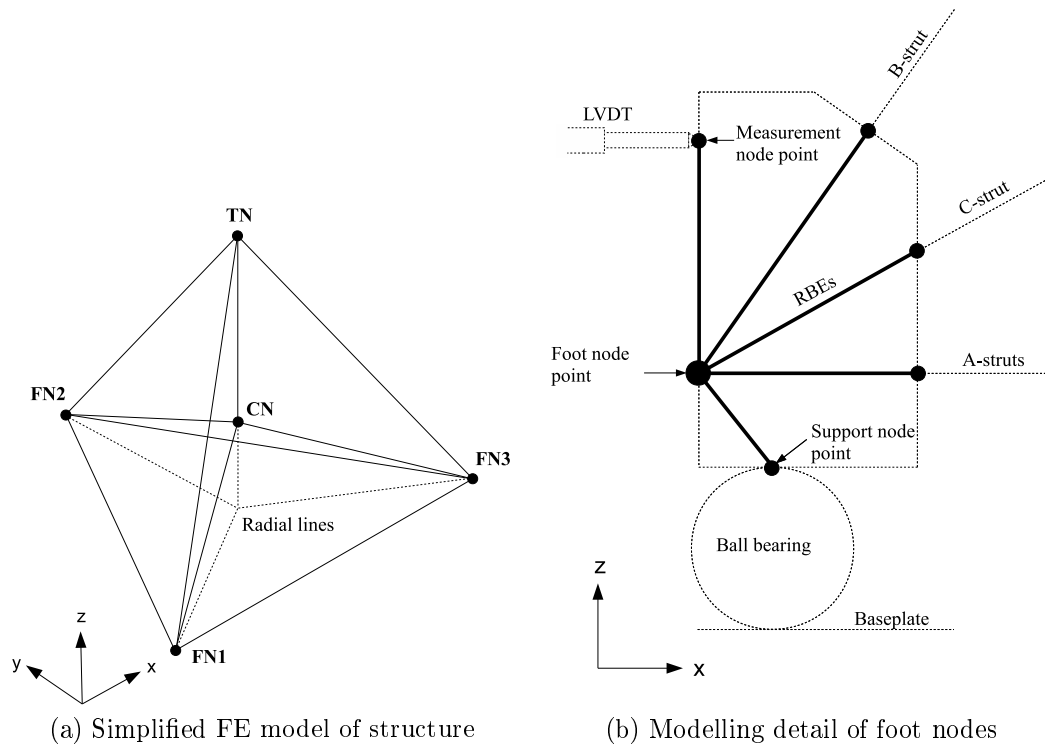 TN
FN2
CN
FN3
Radial lines
FN1
z
y
x
(a) Simplified FE model of structure
B-strut
LVDT
Measurement
node point
C-strut
RBEs
Foot node
point
A-struts
Support node
point
Ball bearing
z
x
Baseplate
(b) Modelling detail of foot nodes